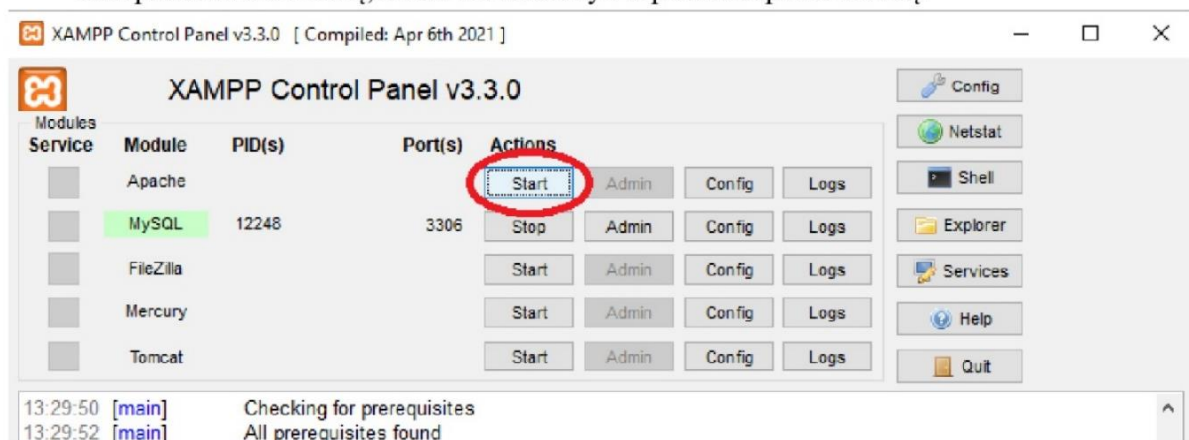 XAMPP Control Panel v3.3.0 [ Compiled: Apr 6th 2021 ]
XAMPP Control Panel v3.3.0
Config
Modules
Service Module PID(s) Port(s) Actions
Netstat
Apache Start Admin Config Logs
Shell
MySQL 12248 3306 Stop Admin Config Logs
Explorer
FileZilla Start Admin Config Logs
Services
Mercury Start Admin Config Logs
Help
Tomcat Start Admin Config Logs
Quit
13:29:50 [main] Checking for prerequisites
13:29:52 [main] All prerequisites found